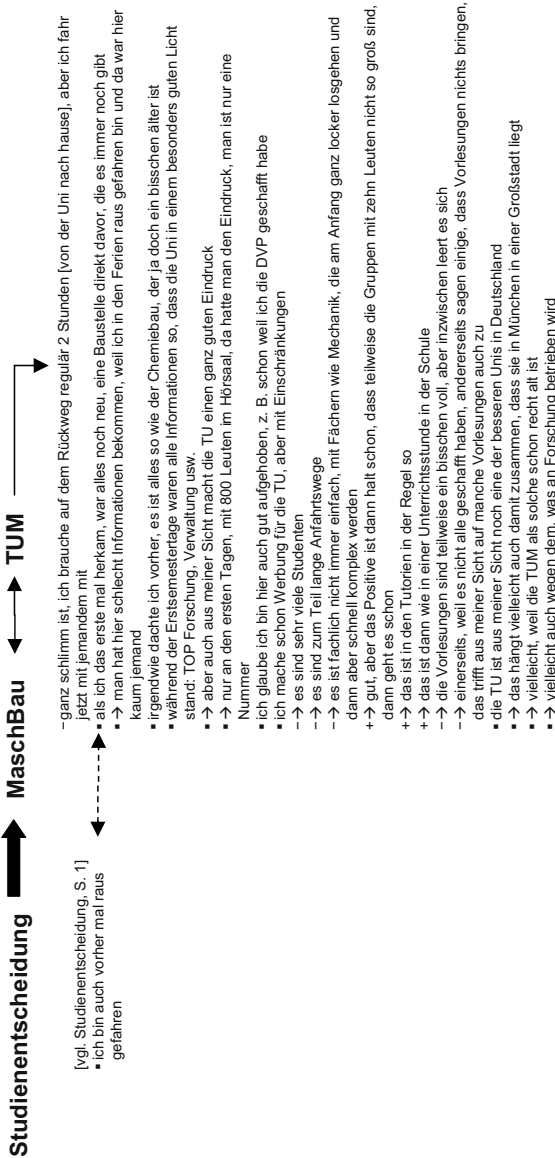 Studienentscheidung MaschBau TUM
[vgl. Studienentscheidung, S. 1]
▪ ich bin auch vorher mal raus
gefahren
– ganz schlimm ist, ich brauche auf dem Rückweg regulär 2 Stunden [von der Uni nach hause], aber ich fahr
jetzt mit jemandem mit
▪ als ich das erste mal herkam, war alles noch neu, eine Baustelle direkt davor, die es immer noch gibt
▪ → man hat hier schlecht Informationen bekommen, weil ich in den Ferien raus gefahren bin und da war hier
kaum jemand
▪ irgendwie dachte ich vorher, es ist alles so wie der Chemiebau, der ja doch ein bisschen älter ist
▪ während der Erstsemestertage waren alle Informationen so, dass die Uni in einem besonders guten Licht
stand: TOP Forschung, Verwaltung usw.
▪ → aber auch aus meiner Sicht macht die TU einen ganz guten Eindruck
▪ → nur an den ersten Tagen, mit 800 Leuten im Hörsaal, da hatte man den Eindruck, man ist nur eine
Nummer
▪ ich glaube ich bin hier auch gut aufgehoben, z. B. schon weil ich die DVP geschafft habe
▪ ich mache schon Werbung für die TU, aber mit Einschränkungen
–→ es sind sehr viele Studenten
–→ es sind zum Teil lange Anfahrtswege
–→ es ist fachlich nicht immer einfach, mit Fächern wie Mechanik, die am Anfang ganz locker losgehen und
dann aber schnell komplex werden
+→ gut, aber das Positive ist dann halt schon, dass teilweise die Gruppen mit zehn Leuten nicht so groß sind,
dann geht es schon
+→ das ist in den Tutorien in der Regel so
+→ das ist dann wie in einer Unterrichtsstunde in der Schule
–→ die Vorlesungen sind teilweise ein bisschen voll, aber inzwischen leert es sich
–→ einerseits, weil es nicht alle geschafft haben, andererseits sagen einige, dass Vorlesungen nichts bringen,
das trifft aus meiner Sicht auf manche Vorlesungen auch zu
▪ die TU ist aus meiner Sicht noch eine der besseren Unis in Deutschland
▪ → das hängt vielleicht auch damit zusammen, dass sie in München in einer Großstadt liegt
▪ → vielleicht, weil die TUM als solche schon recht alt ist
▪ → vielleicht auch wegen dem, was an Forschung betrieben wird